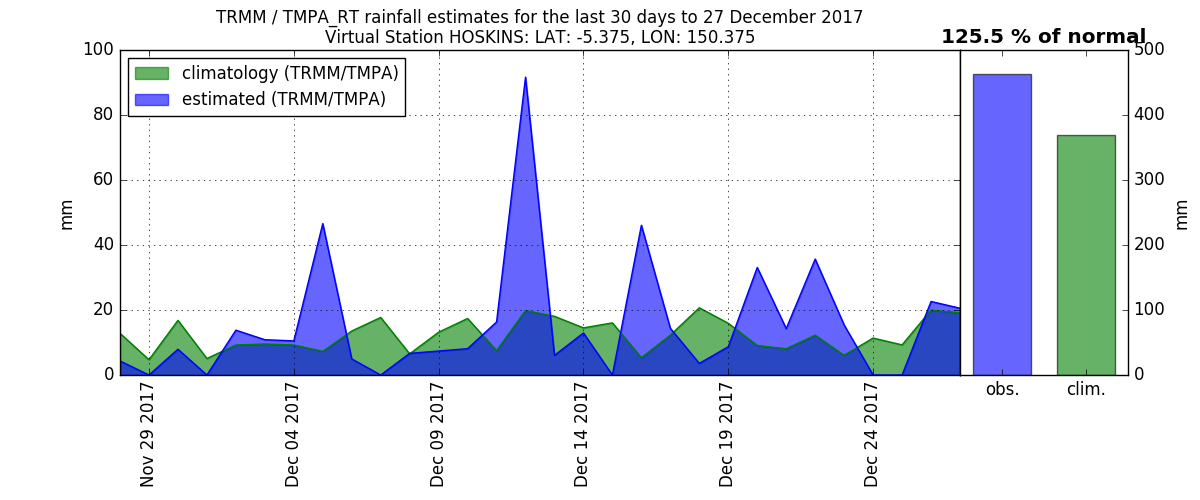 TRMM / TMPA_RT rainfall estimates for the last 30 days to 27 December 2017
Virtual Station HOSKINS: LAT: -5.375, LON: 150.375
125.5 % of normal
climatology (TRMM/TMPA)
estimated (TRMM/TMPA)
100
80
60
40
20
0
mm
Nov 29 2017
Dec 04 2017
Dec 09 2017
Dec 14 2017
Dec 19 2017
Dec 24 2017
obs.
clim.
500
400
300
200
100
0
mm